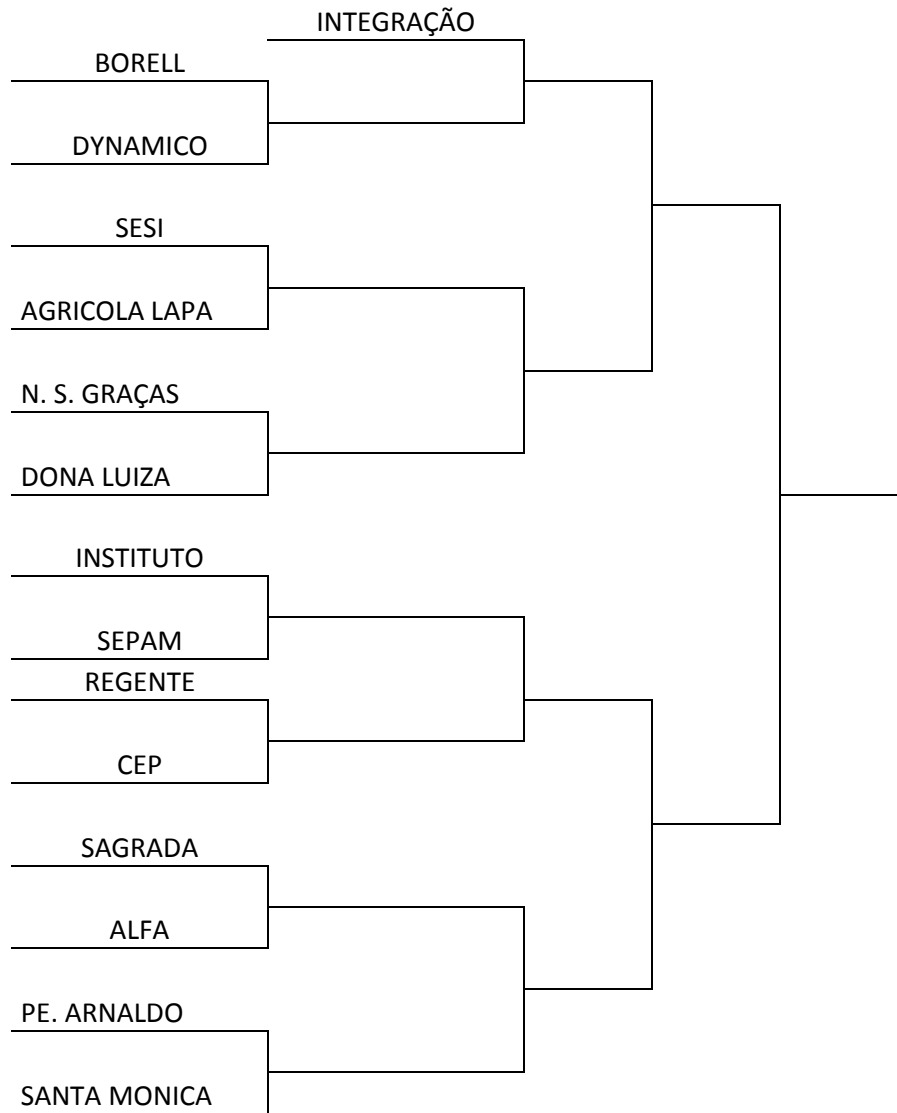 INTEGRAÇÃO
BORELL
DYNAMICO
SESI
AGRICOLA LAPA
N. S. GRAÇAS
DONA LUIZA
INSTITUTO
SEPAM
REGENTE
CEP
SAGRADA
ALFA
PE. ARNALDO
SANTA MONICA